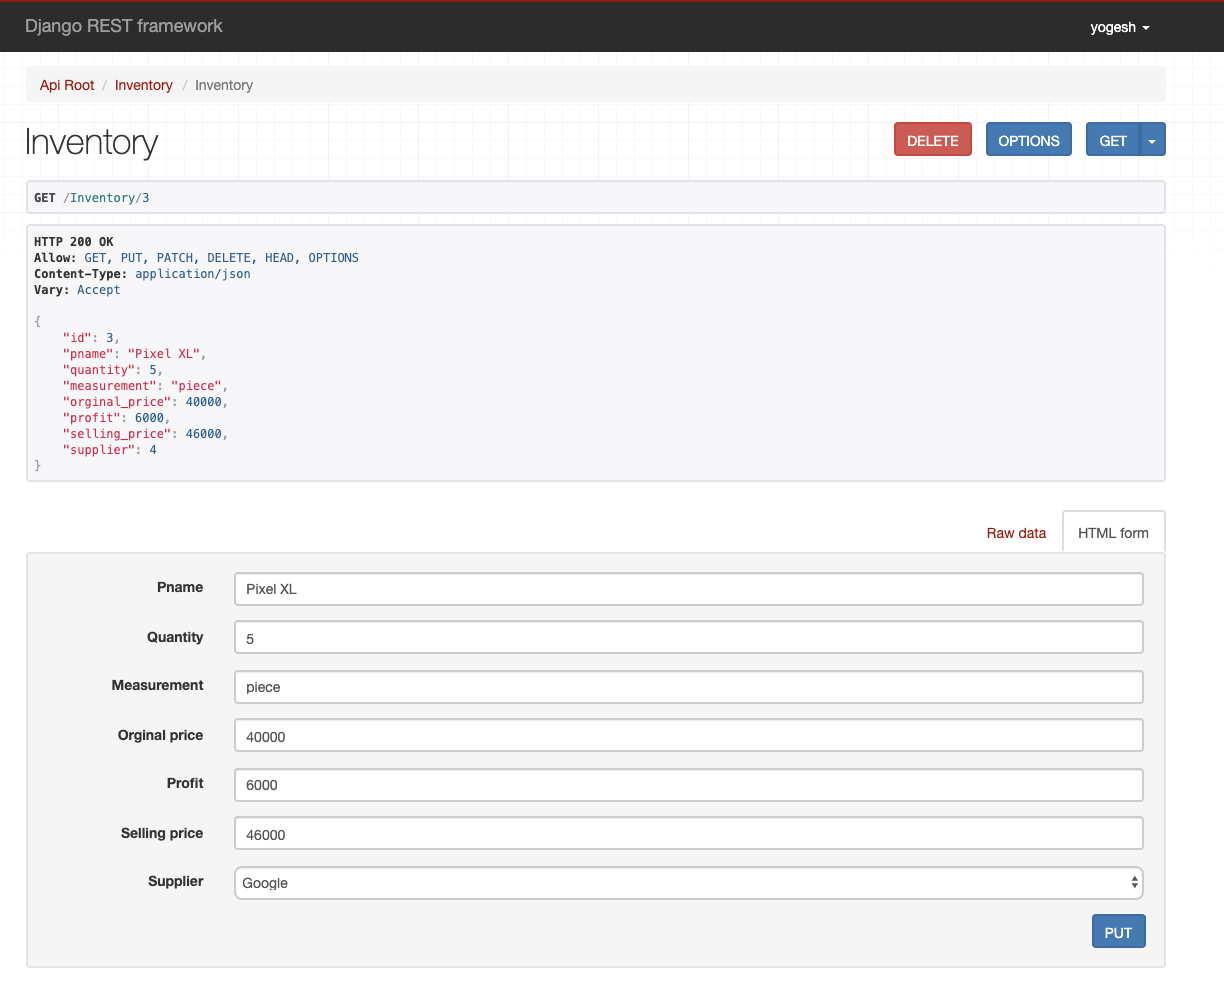 Django REST framework
yogesh
Api Root / Inventory / Inventory
Inventory
DELETE
OPTIONS
GET
GET /Inventory/3
HTTP 200 OK
Allow: GET, PUT, PATCH, DELETE, HEAD, OPTIONS
Content-Type: application/json
Vary: Accept
{
"id": 3,
"pname": "Pixel XL",
"quantity": 5,
"measurement": "piece",
"orginal_price": 40000,
"profit": 6000,
"selling_price": 46000,
"supplier": 4
}
Raw data
HTML form
Pname Pixel XL
Quantity 5
Measurement piece
Orginal price 40000
Profit 6000
Selling price 46000
Supplier Google
PUT